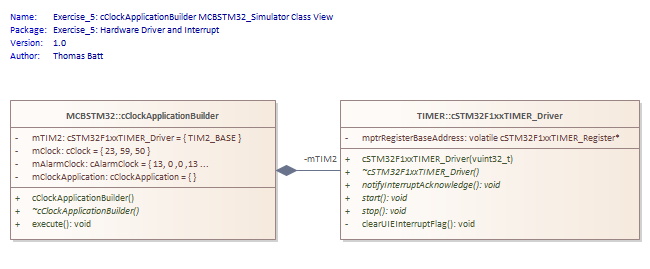 Name: Exercise_5: cClockApplicationBuilder MCBSTM32_Simulator Class View
Package: Exercise_5: Hardware Driver and Interrupt
Version: 1.0
Author: Thomas Batt
MCBSTM32::cClockApplicationBuilder
- mTIM2: cSTM32F1xxTIMER_Driver = { TIM2_BASE }
- mClock: cClock = { 23, 59, 50 }
- mAlarmClock: cAlarmClock = { 13, 0 ,0 ,13 ...
- mClockApplication: cClockApplication = { }
+ cClockApplicationBuilder()
+ ~cClockApplicationBuilder()
+ execute(): void
-mTIM2
TIMER::cSTM32F1xxTIMER_Driver
- mptrRegisterBaseAddress: volatile cSTM32F1xxTIMER_Register*
+ cSTM32F1xxTIMER_Driver(vuint32_t)
+ ~cSTM32F1xxTIMER_Driver()
+ notifyInterruptAcknowledge(): void
+ start(): void
+ stop(): void
- clearUIEInterruptFlag(): void